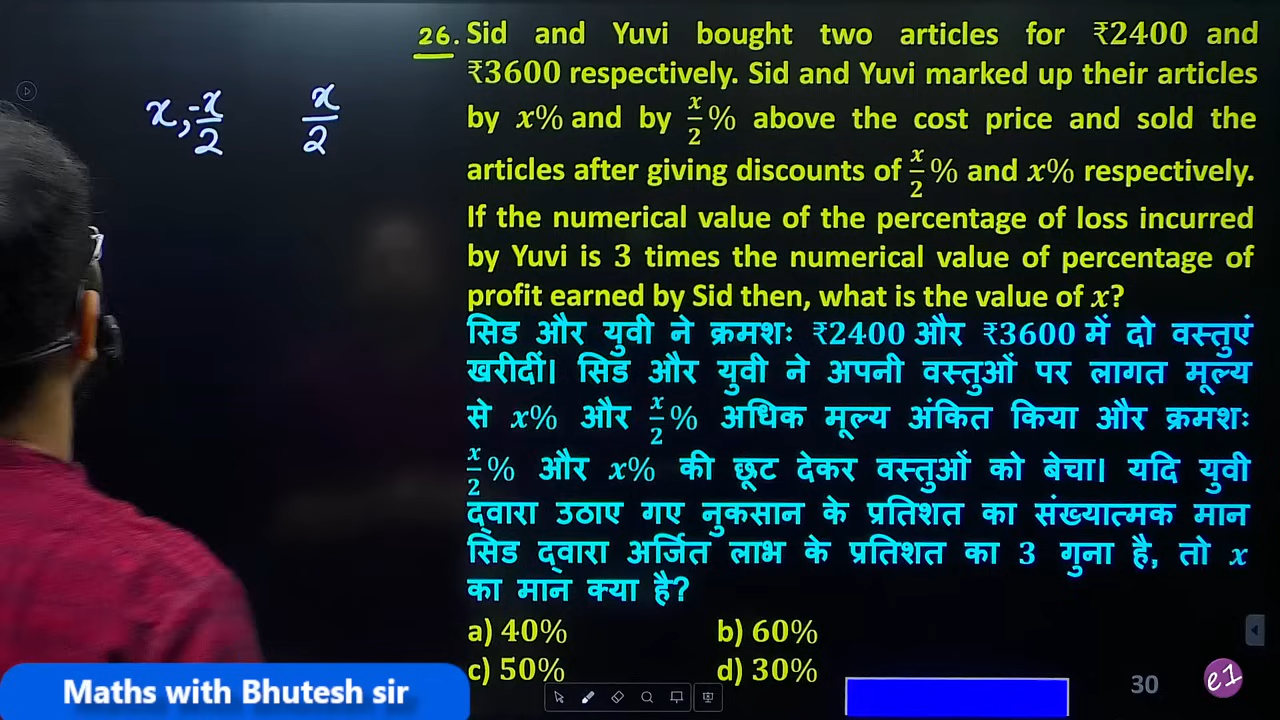 26. Sid and Yuvi bought two articles for ₹2400 and
₹3600 respectively. Sid and Yuvi marked up their articles
by x% and by x/2% above the cost price and sold the
articles after giving discounts of x/2% and x% respectively.
If the numerical value of the percentage of loss incurred
by Yuvi is 3 times the numerical value of percentage of
profit earned by Sid then, what is the value of x?
सिड और युवी ने क्रमशः ₹2400 और ₹3600 में दो वस्तुएं
खरीदीं। सिड और युवी ने अपनी वस्तुओं पर लागत मूल्य
से x% और x/2% अधिक मूल्य अंकित किया और क्रमशः
x/2% और x% की छूट देकर वस्तुओं को बेचा। यदि युवी
द्वारा उठाए गए नुकसान के प्रतिशत का संख्यात्मक मान
सिड द्वारा अर्जित लाभ के प्रतिशत का 3 गुना है, तो x
का मान क्या है?
a) 40% b) 60%
c) 50% d) 30%
x, -x/2 x/2
Maths with Bhutesh sir
30
e1